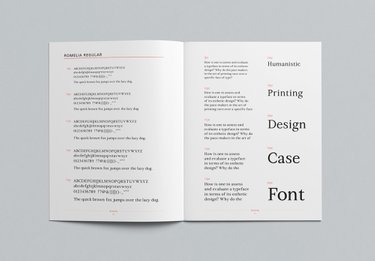 ROMELIA REGULAR
ABCDEFGHIJKLMNOPQRSTUVWXYZ
abcdefghijklmnopqrstuvwxyz
The quick brown fox jumps over the lazy dog.
ABCDEFGHIJKLMNOPQRSTUVWXYZ
abcdefghijklmnopqrstuvwxyz
The quick brown fox jumps over the lazy dog.
ABCDEFGHIJKLMNOPQRSTUVWXYZ
abcdefghijklmnopqrstuvwxyz
The quick brown fox jumps over the lazy dog.
ABCDEFGHIJKLMNOPQRSTUVWXYZ
abcdefghijklmnopqrstuvwxyz
The quick brown fox jumps over the lazy dog.
ABCDEFGHIJKLMNOPQRSTUVWXYZ
abcdefghijklmnopqrstuvwxyz
The quick brown fox jumps over the lazy dog.
How is one to assess and evaluate
a typeface in terms of its esthetic
design? Why do the pace-makers
in the art of printing rave over a
specific face of type?
Humanistic
How is one to assess and
evaluate a typeface in terms
of its esthetic design? Why
do the pace-makers in the art of
printing rave over a specific face
Printing
How is one to assess and
evaluate a typeface in terms
of its esthetic design? Why do
the pace-makers in the art of
Design
How is one to assess
and evaluate a typeface
in terms of its esthetic
design? Why do the
Case
How is one to assess
and evaluate a typeface
in terms of its esthetic
design? Why do the
Font